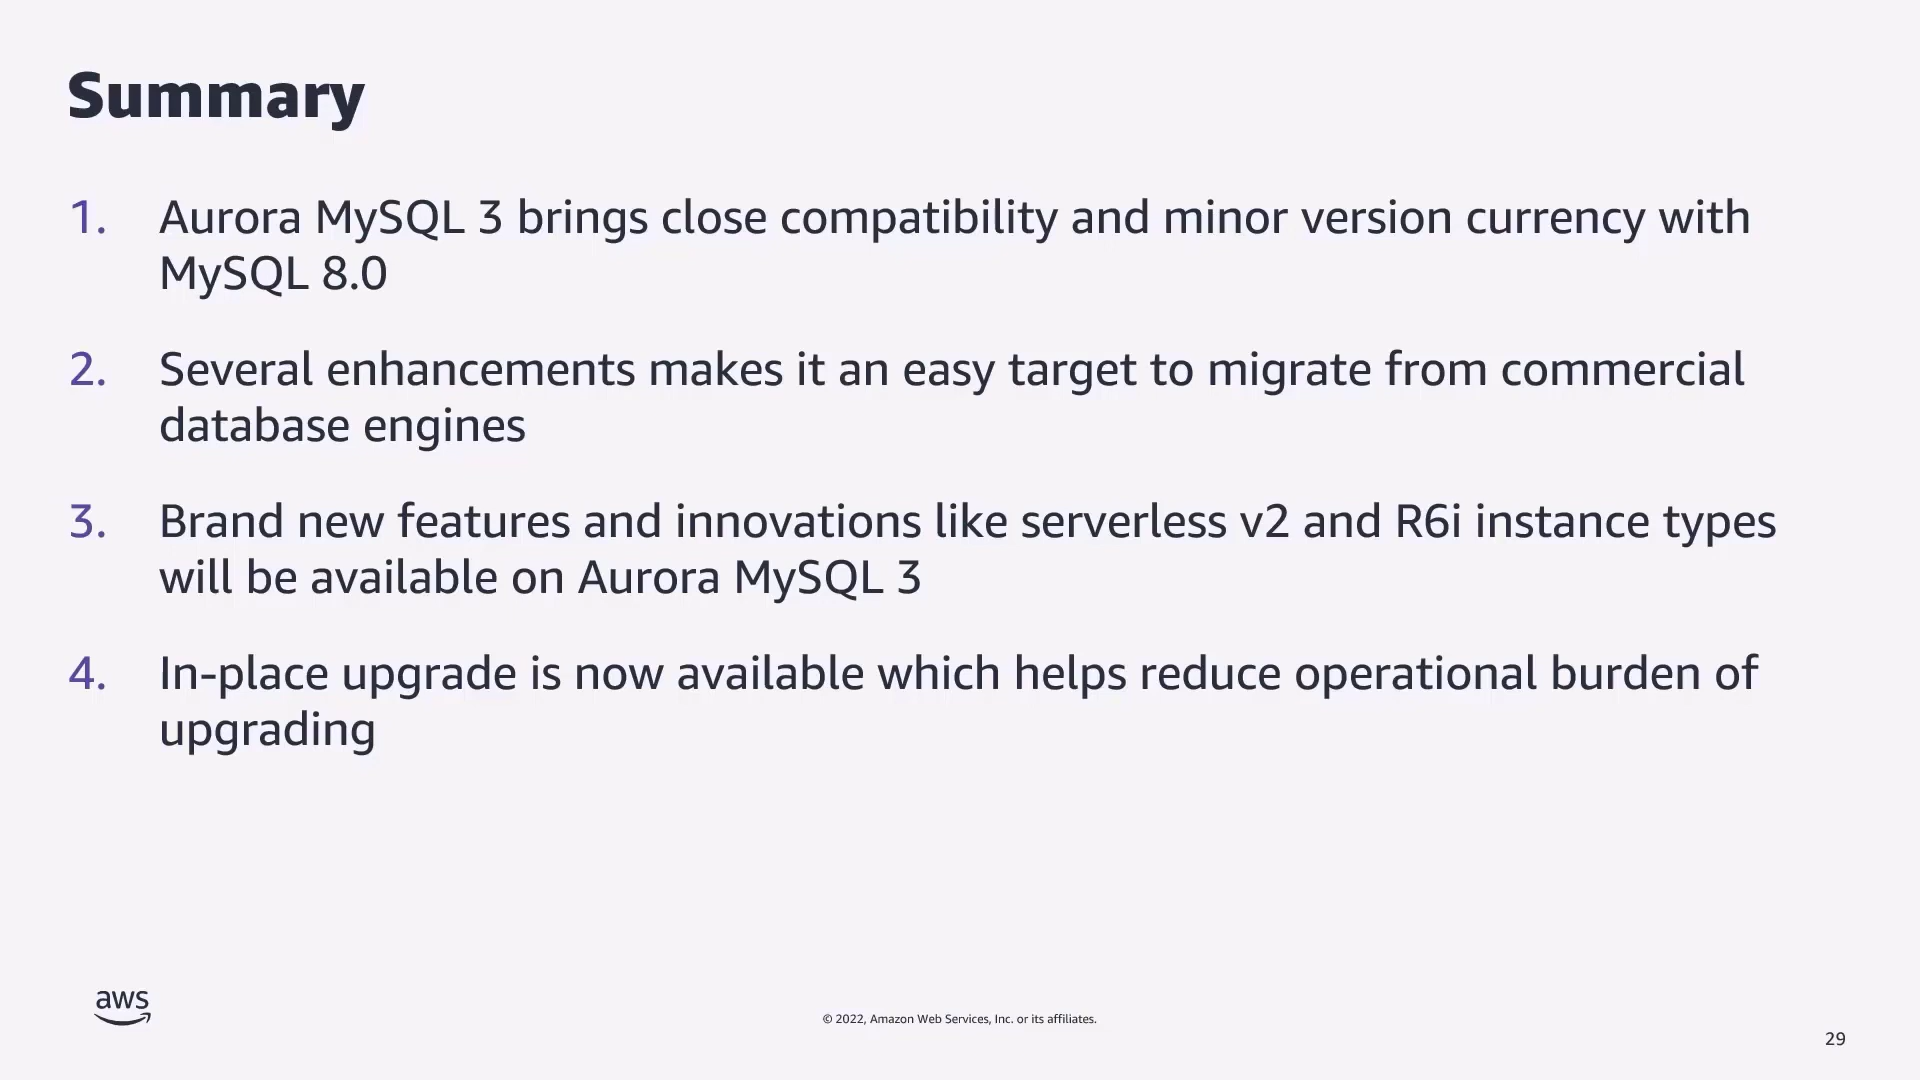 Summary
1. Aurora MySQL 3 brings close compatibility and minor version currency with
MySQL 8.0
2. Several enhancements makes it an easy target to migrate from commercial
database engines
3. Brand new features and innovations like serverless v2 and R6i instance types
will be available on Aurora MySQL 3
4. In-place upgrade is now available which helps reduce operational burden of
upgrading
aws
© 2022, Amazon Web Services, Inc. or its affiliates.
29